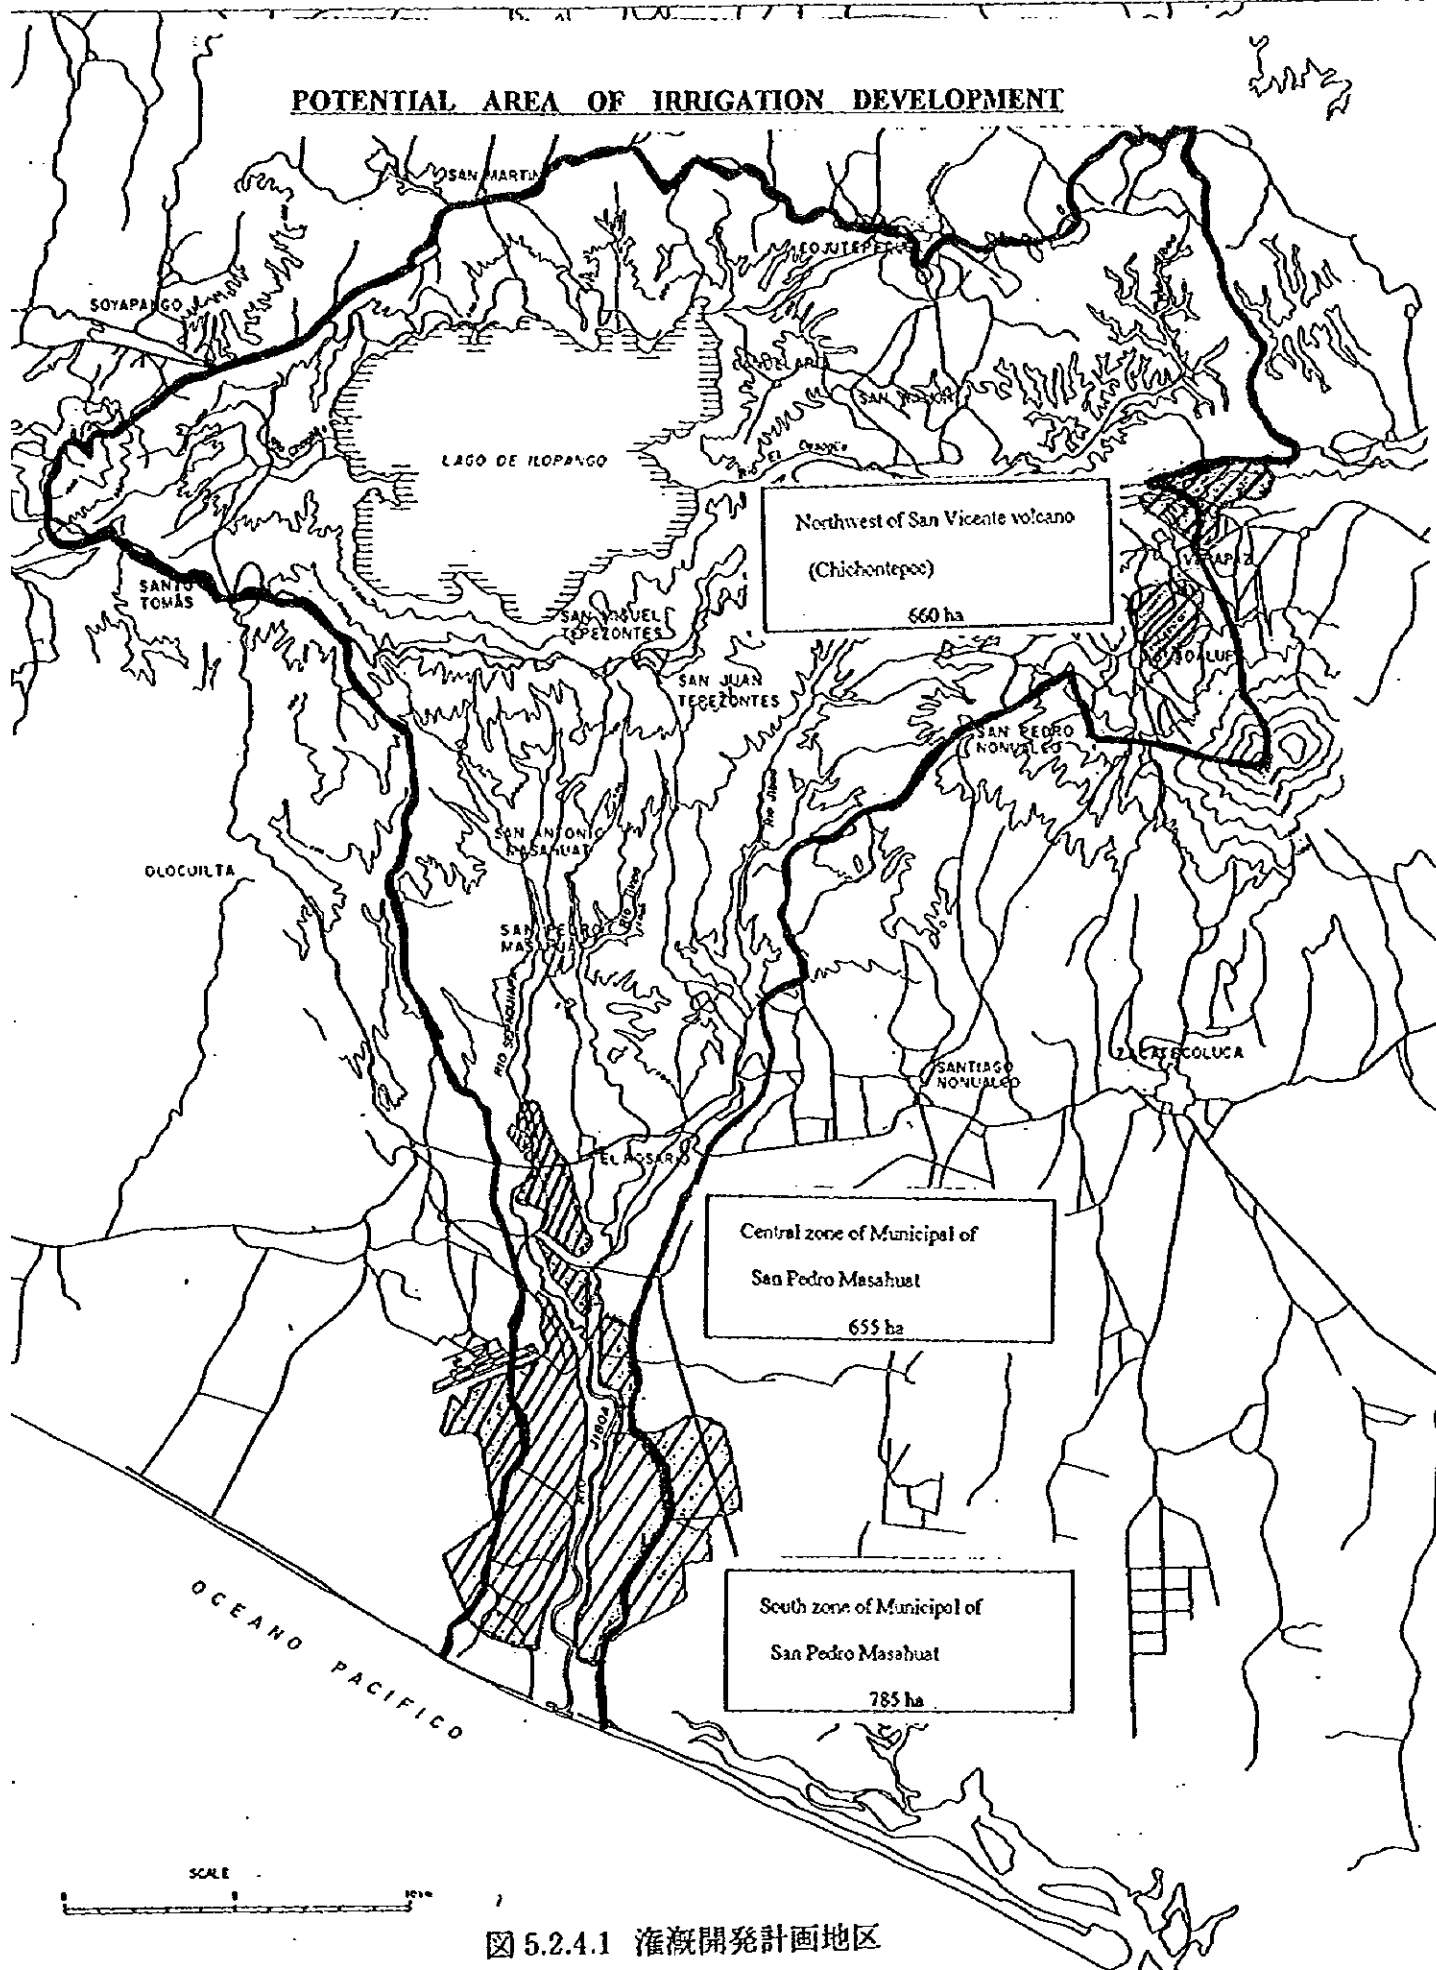 POTENTIAL AREA OF IRRIGATION DEVELOPMENT
SAN MARTIN
COJUTEPEQUE
SOYAPANGO
LAGO DE ILOPANGO
Northwest of San Vicente volcano
(Chichontepec)
660 ha
SANTO
TOMAS
SAN MIGUEL
TEPEZONTES
SAN JUAN
TEPEZONTES
SAN PEDRO
NONUALCO
RIO JIBOA
SAN ANTONIO
MASAHUAT
OLOCUILTA
SAN PEDRO
MASAHUAT
SANTIAGO
NONUALCO
ZACATECOLUCA
EL ROSARIO
Central zone of Municipal of
San Pedro Masahuat
655 ha
RIO JIBOA
South zone of Municipal of
San Pedro Masahuat
785 ha
OCEANO PACIFICO
SCALE
図 5.2.4.1 潅漑開発計画地区